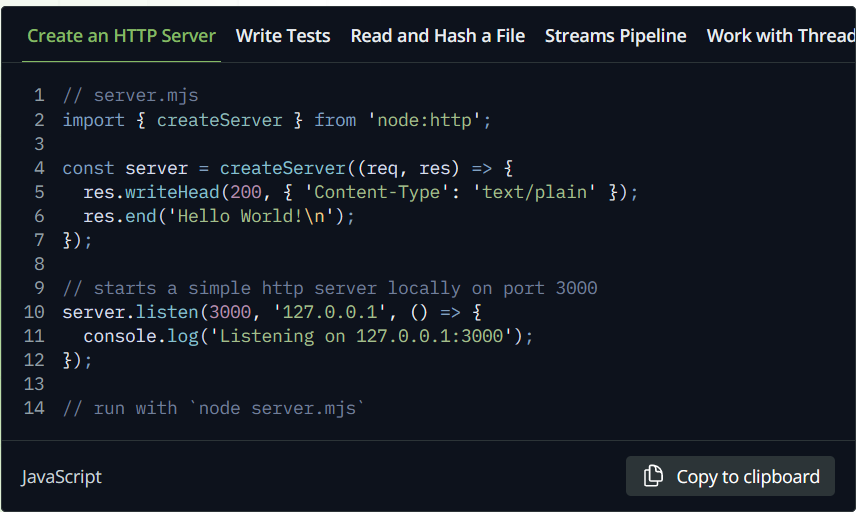 Create an HTTP Server Write Tests Read and Hash a File Streams Pipeline Work with Thread
1 // server.mjs
2 import { createServer } from 'node:http';
3
4 const server = createServer((req, res) => {
5   res.writeHead(200, { 'Content-Type': 'text/plain' });
6   res.end('Hello World!\n');
7 });
8
9 // starts a simple http server locally on port 3000
10 server.listen(3000, '127.0.0.1', () => {
11   console.log('Listening on 127.0.0.1:3000');
12 });
13
14 // run with `node server.mjs`
JavaScript Copy to clipboard